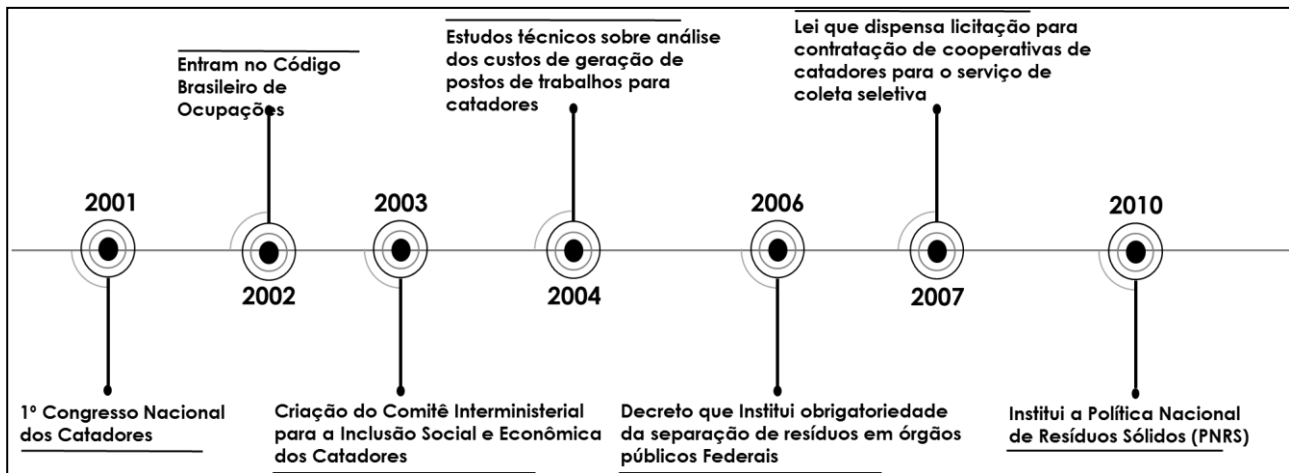 Entram no Código
Brasileiro de
Ocupações
Estudos técnicos sobre análise
dos custos de geração de
postos de trabalhos para
catadores
Lei que dispensa licitação para
contratação de cooperativas de
catadores para o serviço de
coleta seletiva
2001
2002
2003
2004
2006
2007
2010
1º Congresso Nacional
dos Catadores
Criação do Comitê Interministerial
para a Inclusão Social e Econômica
dos Catadores
Decreto que Institui obrigatoriedade
da separação de resíduos em órgãos
públicos Federais
Institui a Política Nacional
de Resíduos Sólidos (PNRS)